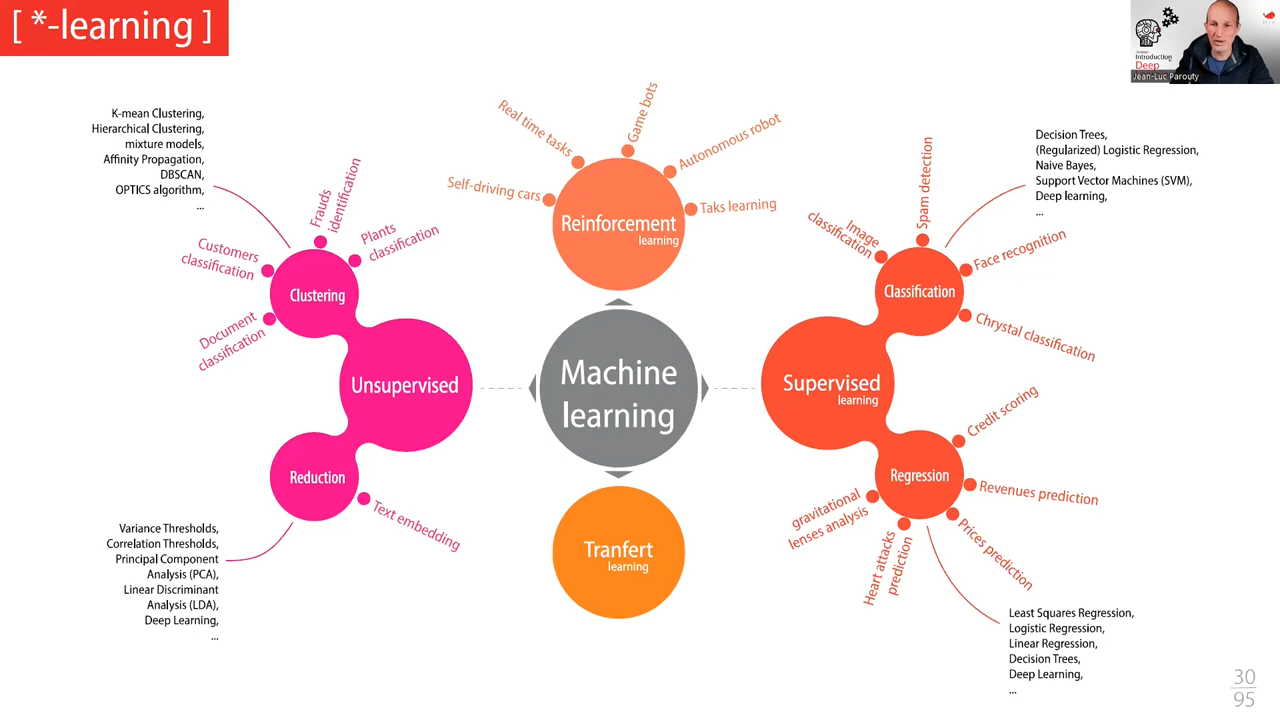 [ *-learning ]
Introduction
Deep
Jean-Luc Parouty
K-mean Clustering,
Hierarchical Clustering,
mixture models,
Affinity Propagation,
DBSCAN,
OPTICS algorithm,
...
Frauds
identification
Plants
classification
Customers
classification
Document
classification
Clustering
Unsupervised
Reduction
Text embedding
Variance Thresholds,
Correlation Thresholds,
Principal Component
Analysis (PCA),
Linear Discriminant
Analysis (LDA),
Deep Learning,
...
Self-driving cars
Real time tasks
Game bots
Autonomous robot
Taks learning
Reinforcement
learning
Machine
learning
Tranfert
learning
Decision Trees,
(Regularized) Logistic Regression,
Naive Bayes,
Support Vector Machines (SVM),
Deep learning,
...
Image
classification
Spam detection
Face recognition
Chrystal classification
Classification
Supervised
learning
Regression
Credit scoring
Revenues prediction
Prices prediction
Heart attacks
prediction
gravitational
lenses analysis
Least Squares Regression,
Logistic Regression,
Linear Regression,
Decision Trees,
Deep Learning,
...
30
95